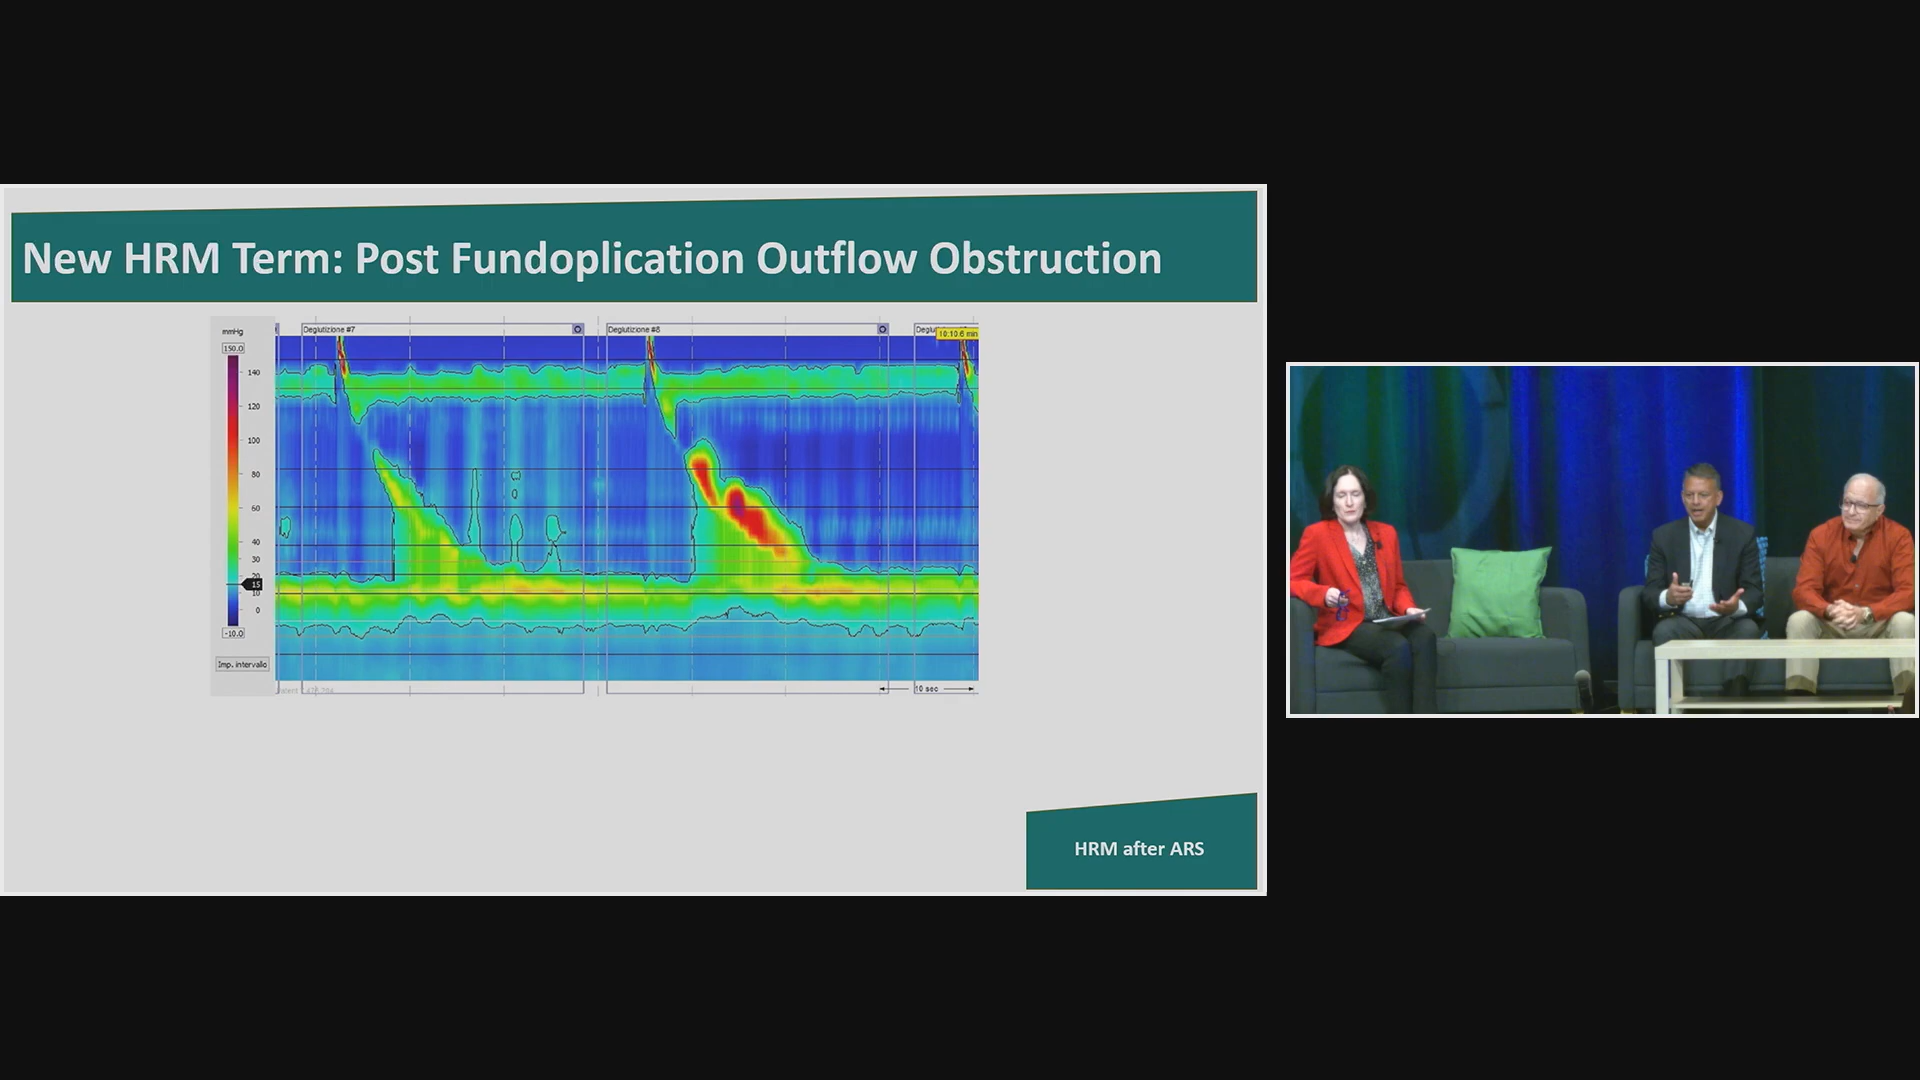 New HRM Term: Post Fundoplication Outflow Obstruction
mmHg
150.0
140
120
100
80
60
40
30
20
15
10
0
-10.0
Imp. intervallo
Deglutizione #7
Deglutizione #8
Deglu
10:10.6 min
10 sec
HRM after ARS